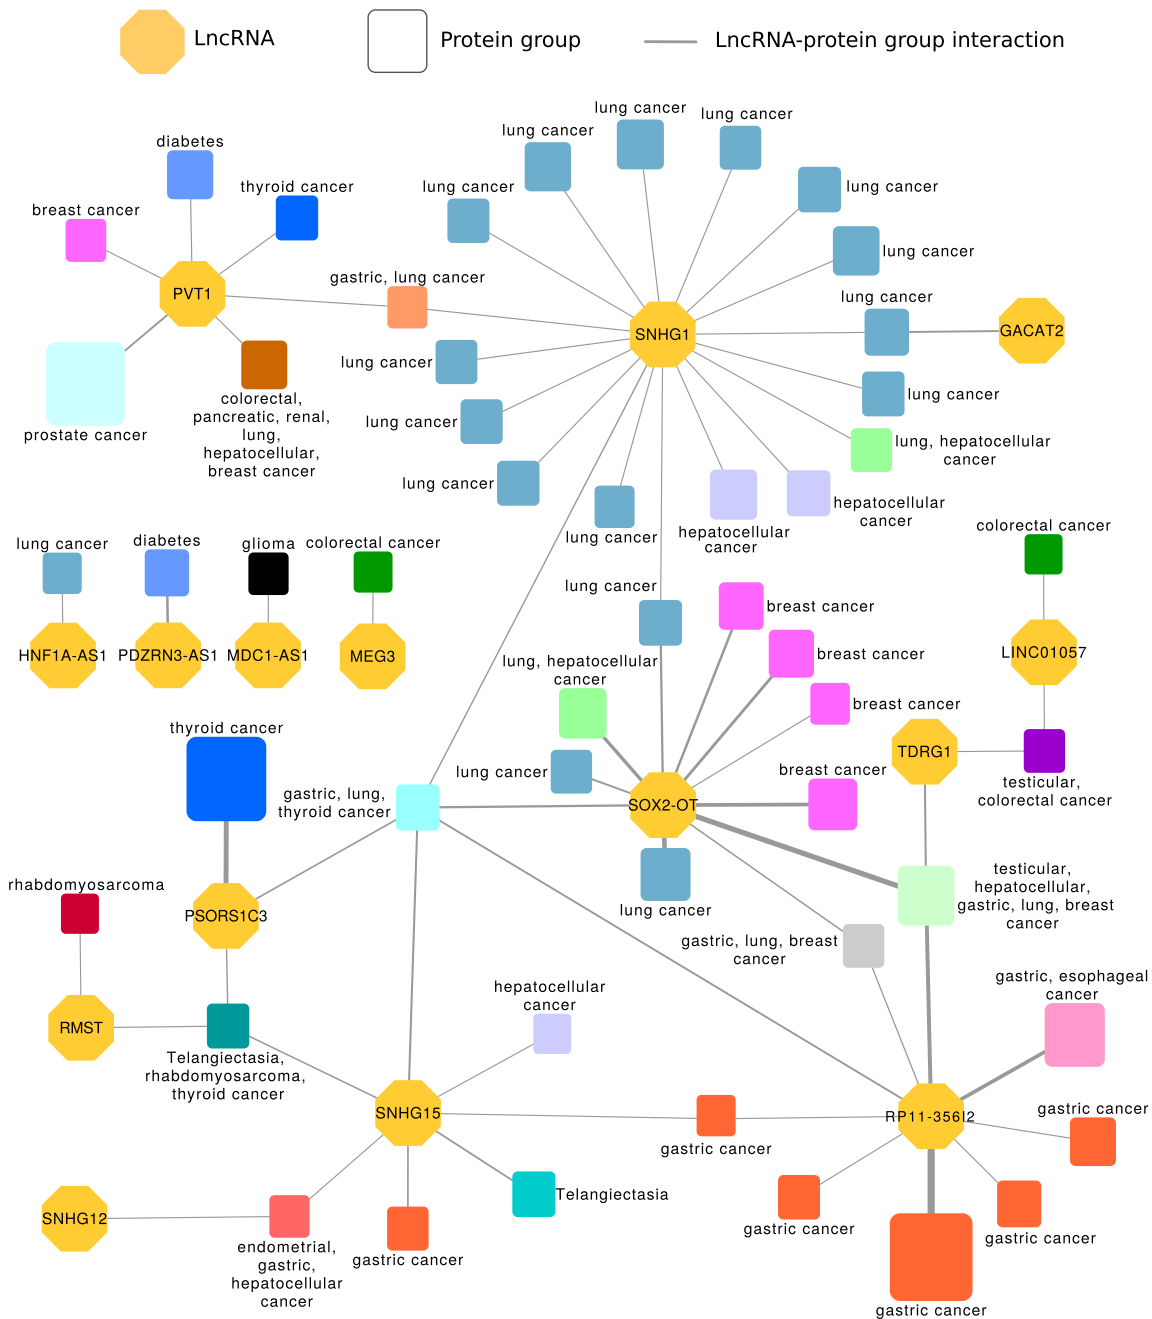 LncRNA
Protein group
LncRNA-protein group interaction
lung cancer
lung cancer
lung cancer
diabetes
thyroid cancer
lung cancer
lung cancer
breast cancer
lung cancer
gastric, lung cancer
PVT1
lung cancer
SNHG1
GACAT2
lung cancer
lung cancer
colorectal,
pancreatic, renal,
lung,
hepatocellular,
breast cancer
prostate cancer
lung cancer
lung, hepatocellular
cancer
lung cancer
hepatocellular
cancer
lung cancer
hepatocellular
cancer
colorectal cancer
lung cancer
diabetes
glioma
colorectal cancer
lung cancer
breast cancer
HNF1A-AS1
PDZRN3-AS1
MDC1-AS1
MEG3
lung, hepatocellular
cancer
breast cancer
LINC01057
breast cancer
thyroid cancer
TDRG1
lung cancer
breast cancer
testicular,
colorectal cancer
gastric, lung,
thyroid cancer
SOX2-OT
testicular,
hepatocellular,
gastric, lung, breast
cancer
rhabdomyosarcoma
PSORS1C3
lung cancer
gastric, lung, breast
cancer
gastric, esophageal
cancer
hepatocellular
cancer
RMST
Telangiectasia,
rhabdomyosarcoma,
thyroid cancer
SNHG15
RP11-356I2
gastric cancer
gastric cancer
Telangiectasia
SNHG12
gastric cancer
gastric cancer
endometrial,
gastric,
hepatocellular
cancer
gastric cancer
gastric cancer